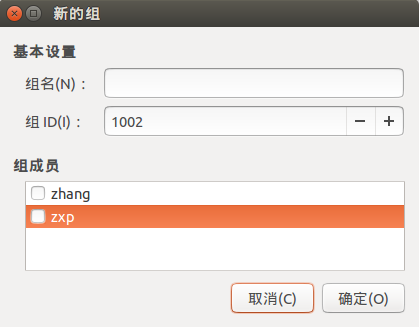 新的组
基本设置
组名(N)：
组 ID(I)： 1002
组成员
zhang
zxp
取消(C) 确定(O)